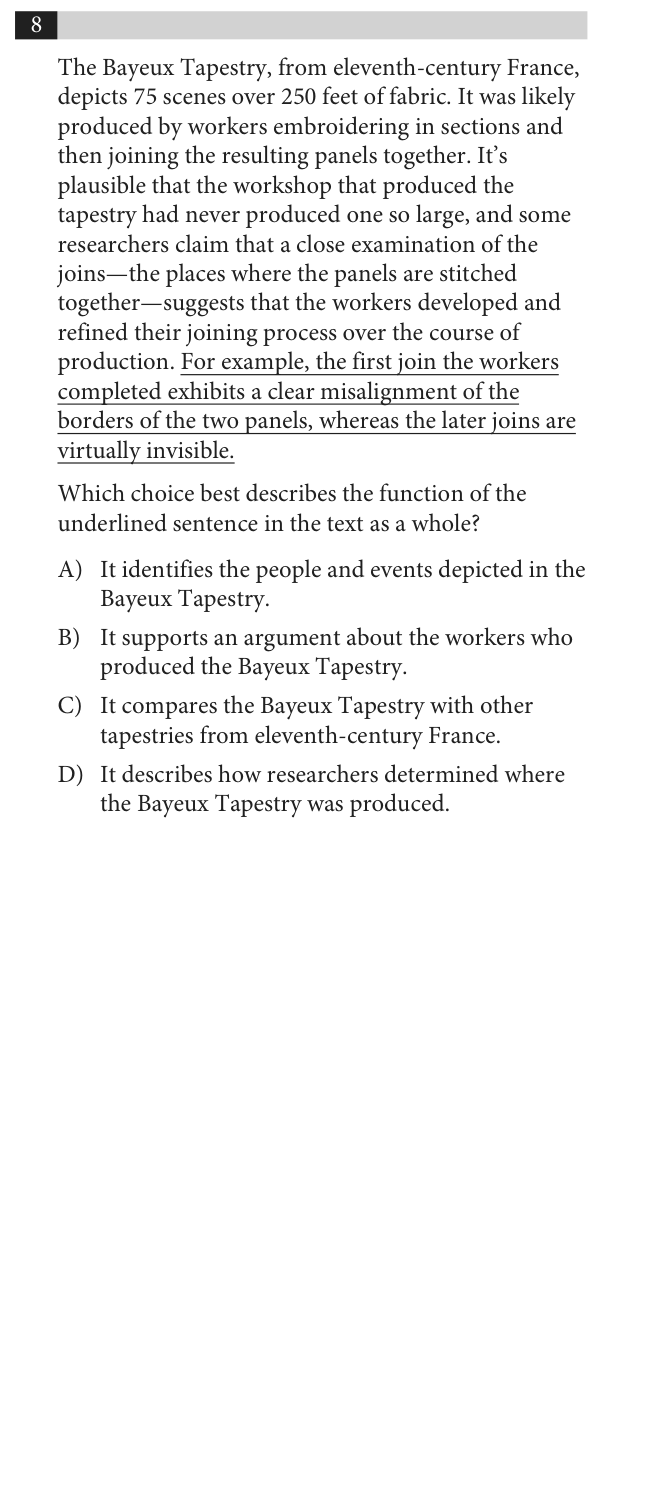 8
The Bayeux Tapestry, from eleventh-century France,
depicts 75 scenes over 250 feet of fabric. It was likely
produced by workers embroidering in sections and
then joining the resulting panels together. It’s
plausible that the workshop that produced the
tapestry had never produced one so large, and some
researchers claim that a close examination of the
joins—the places where the panels are stitched
together—suggests that the workers developed and
refined their joining process over the course of
production. For example, the first join the workers
completed exhibits a clear misalignment of the
borders of the two panels, whereas the later joins are
virtually invisible.
Which choice best describes the function of the
underlined sentence in the text as a whole?
A) It identifies the people and events depicted in the
Bayeux Tapestry.
B) It supports an argument about the workers who
produced the Bayeux Tapestry.
C) It compares the Bayeux Tapestry with other
tapestries from eleventh-century France.
D) It describes how researchers determined where
the Bayeux Tapestry was produced.